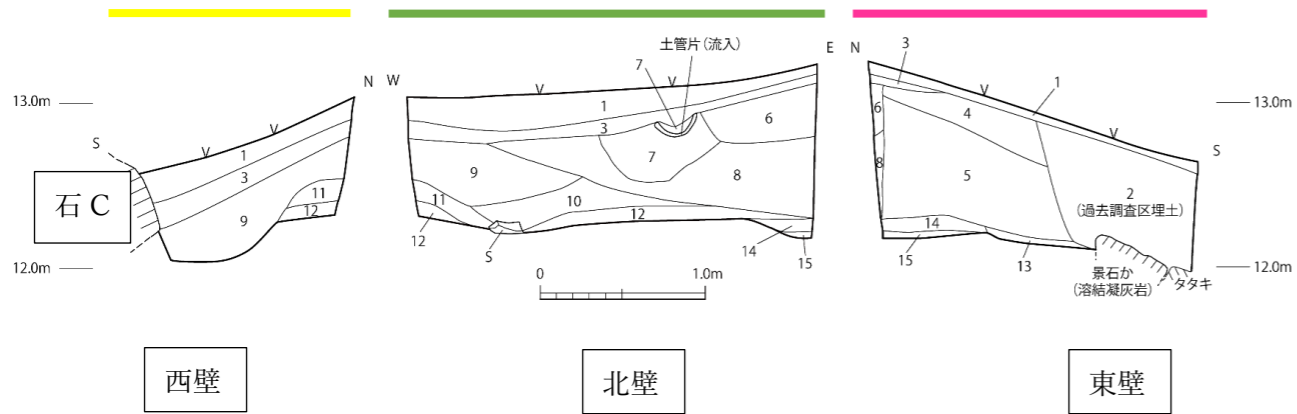 N
13.0m
S
V
V
1
3
石 C
11
9
12
12.0m
西壁
土管片(流入)
W
E
7
V
V
1
3
6
7
9
8
11
10
11
12
12
S
14
15
0
1.0m
北壁
N
3
V
1
13.0m
6
4
V
S
8
5
2
(過去調査区埋土)
14
15
13
景石か
(溶結凝灰岩)
タタキ
12.0m
東壁